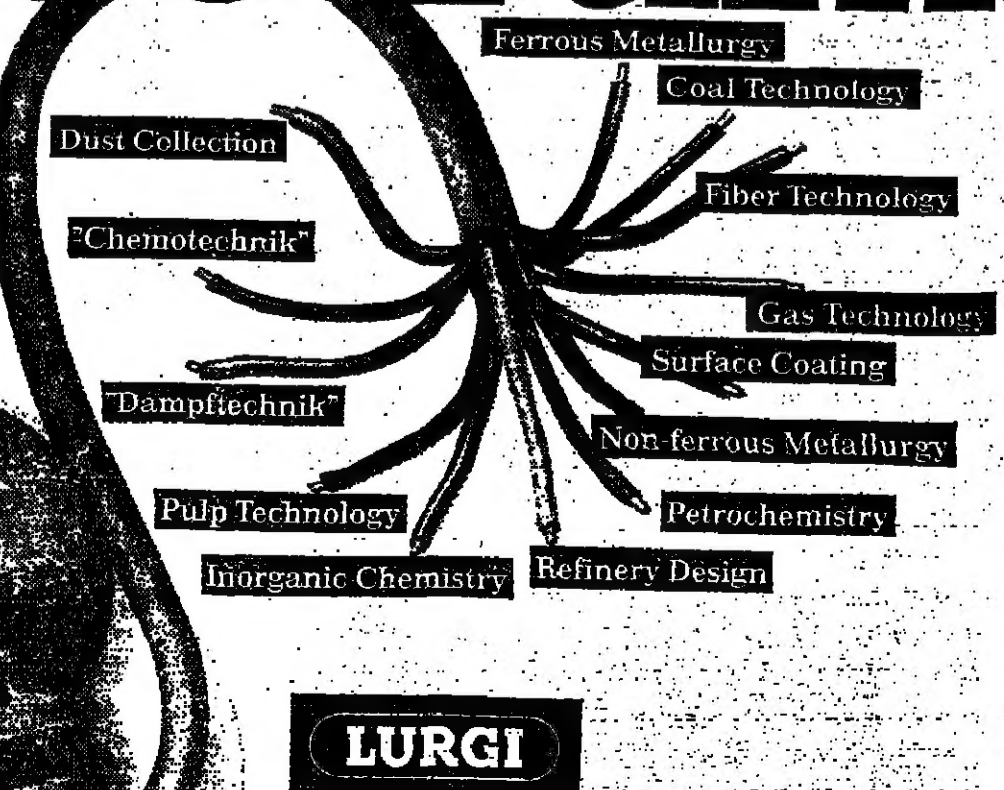 Ferrous Metallurgy
Coal Technology
Dust Collection
Fiber Technology
"Chemotechnik"
Gas Technology
Surface Coating
"Dampftechnik"
Non-ferrous Metallurgy
Pulp Technology
Petrochemistry
Inorganic Chemistry
Refinery Design
LURGI